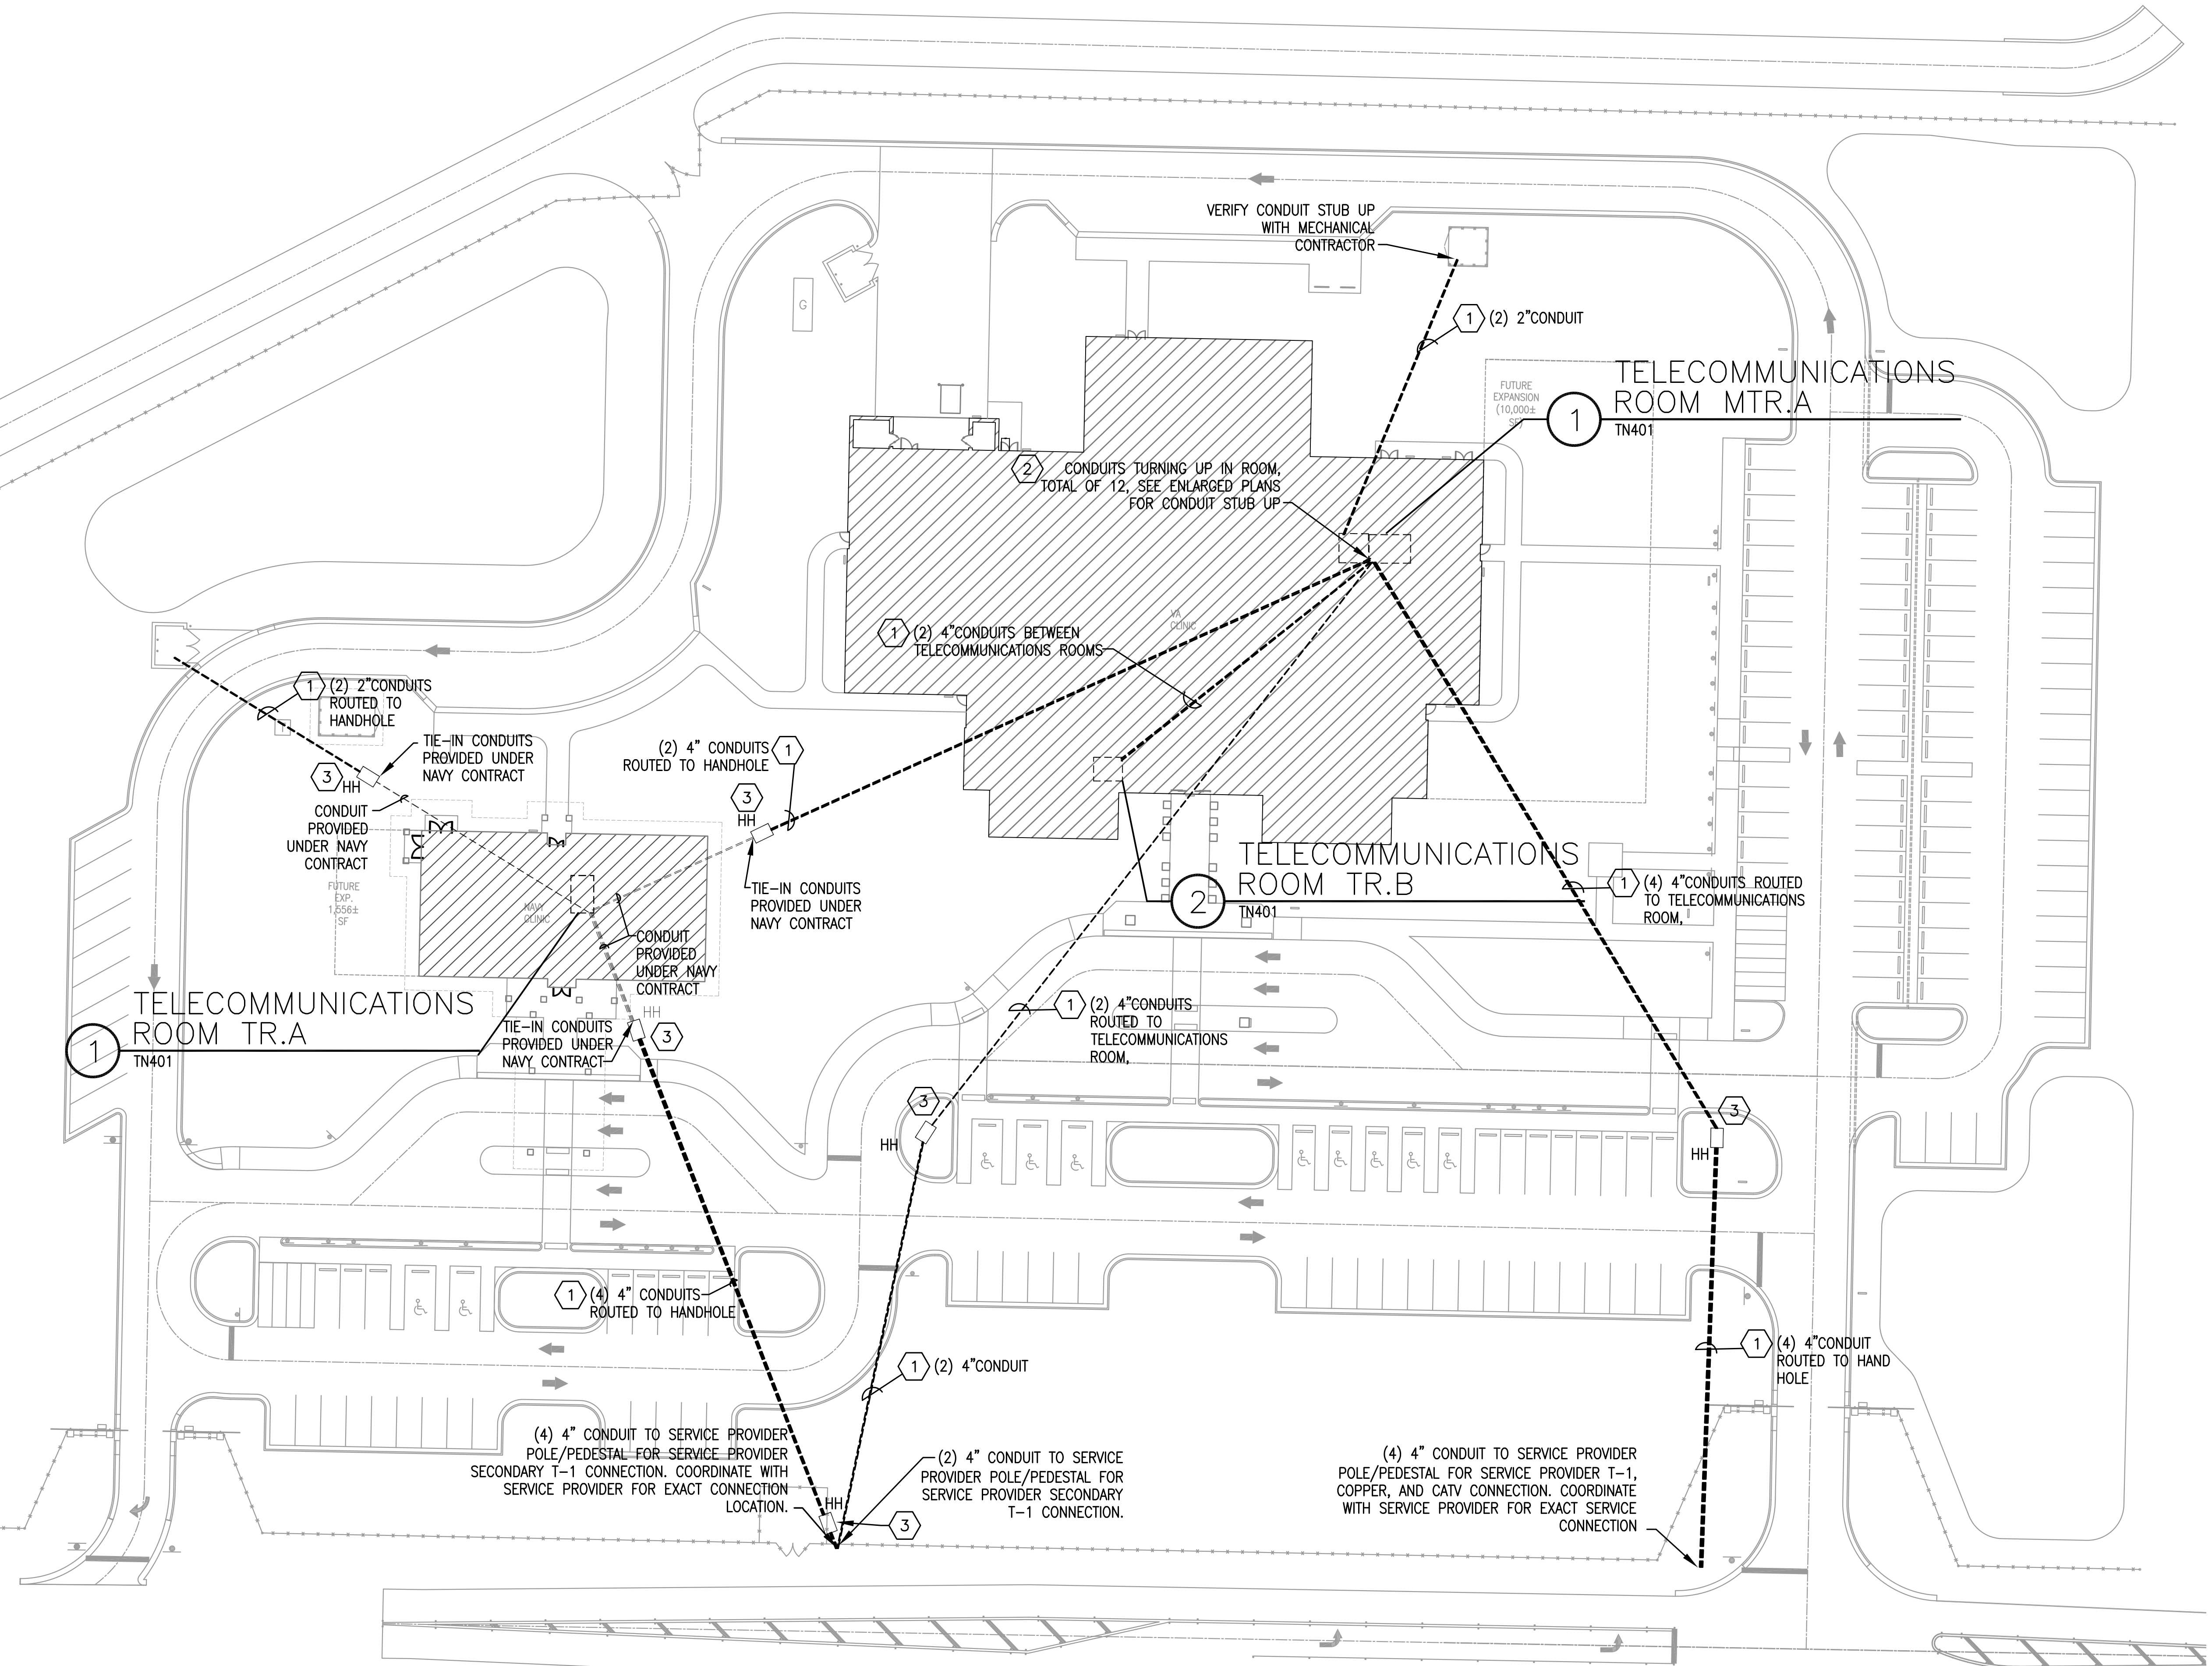 VERIFY CONDUIT STUB UP
WITH MECHANICAL
CONTRACTOR
G
1
(2) 2"CONDUIT
FUTURE
EXPANSION
(10,000±
SF)
1
TELECOMMUNICATIONS
ROOM MTR.A
TN401
2
CONDUITS TURNING UP IN ROOM,
TOTAL OF 12, SEE ENLARGED PLANS
FOR CONDUIT STUB UP
VA
CLINIC
1
(2) 4"CONDUITS BETWEEN
TELECOMMUNICATIONS ROOMS
1
(2) 2"CONDUITS
ROUTED TO
HANDHOLE
TIE-IN CONDUITS
PROVIDED UNDER
NAVY CONTRACT
3
HH
(2) 4" CONDUITS
ROUTED TO HANDHOLE
1
3
HH
CONDUIT
PROVIDED
UNDER NAVY
CONTRACT
FUTURE
EXP.
1,556±
SF
NAVY
CLINIC
TIE-IN CONDUITS
PROVIDED UNDER
NAVY CONTRACT
2
TELECOMMUNICATIONS
ROOM TR.B
TN401
1
(4) 4"CONDUITS ROUTED
TO TELECOMMUNICATIONS
ROOM,
CONDUIT
PROVIDED
UNDER NAVY
CONTRACT
1
TELECOMMUNICATIONS
ROOM TR.A
TN401
HH
3
TIE-IN CONDUITS
PROVIDED UNDER
NAVY CONTRACT
1
(2) 4"CONDUITS
ROUTED TO
TELECOMMUNICATIONS
ROOM,
3
HH
3
HH
1
(4) 4" CONDUITS
ROUTED TO HANDHOLE
1
(2) 4"CONDUIT
1
(4) 4"CONDUIT
ROUTED TO HAND
HOLE
(4) 4" CONDUIT TO SERVICE PROVIDER
POLE/PEDESTAL FOR SERVICE PROVIDER
SECONDARY T-1 CONNECTION. COORDINATE WITH
SERVICE PROVIDER FOR EXACT CONNECTION
LOCATION.
HH
3
(2) 4" CONDUIT TO SERVICE
PROVIDER POLE/PEDESTAL FOR
SERVICE PROVIDER SECONDARY
T-1 CONNECTION.
(4) 4" CONDUIT TO SERVICE PROVIDER
POLE/PEDESTAL FOR SERVICE PROVIDER T-1,
COPPER, AND CATV CONNECTION. COORDINATE
WITH SERVICE PROVIDER FOR EXACT SERVICE
CONNECTION